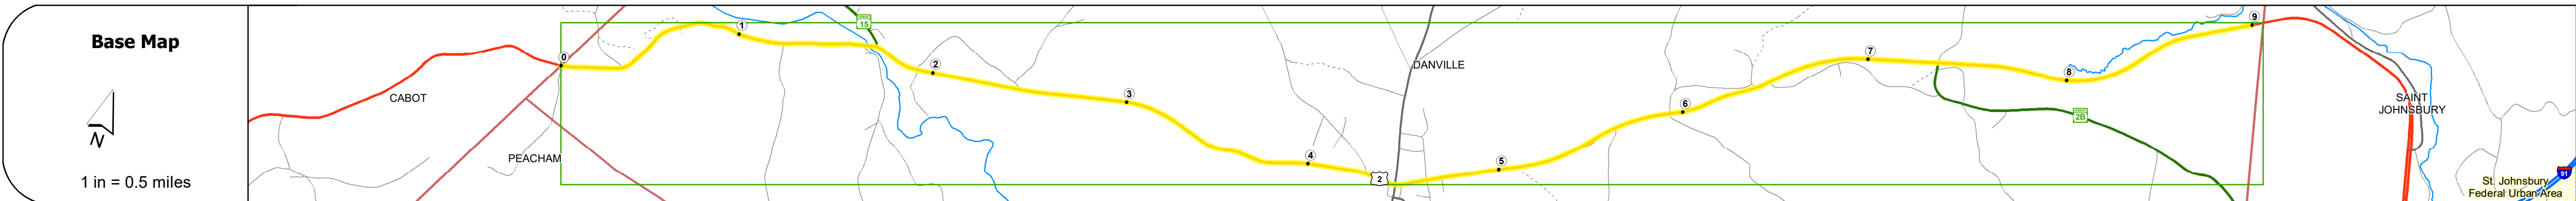 Base Map
N
1 in = 0.5 miles
CABOT
PEACHAM
0
1
15
2
3
4
2
DANVILLE
5
6
7
8
2B
9
SAINT
JOHNSBURY
91
St. Johnsbury
Federal Urban Area